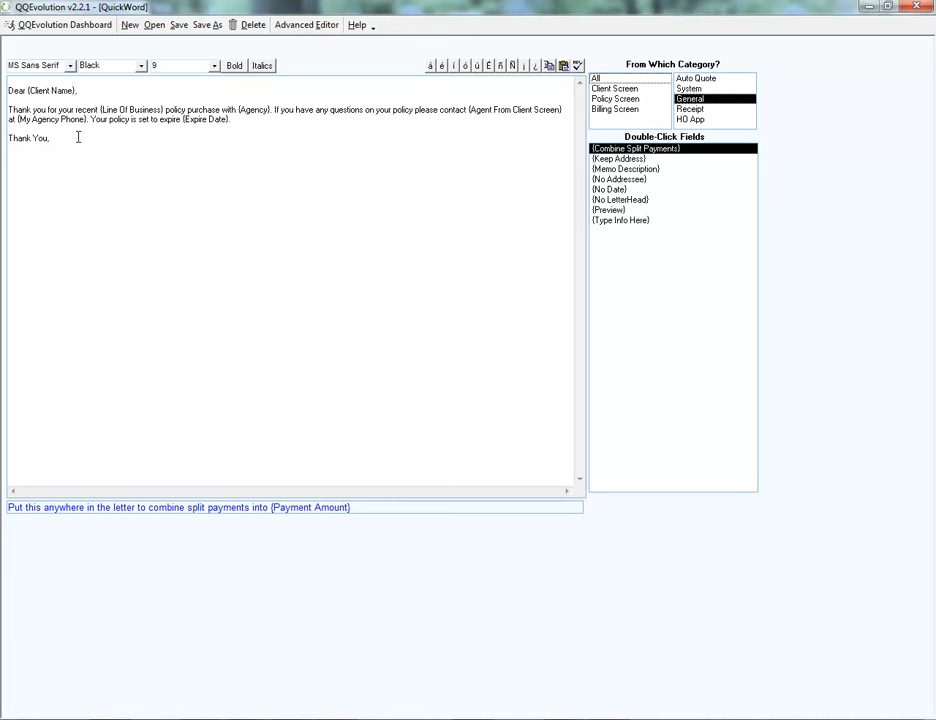 QQEvolution v2.2.1 - [QuickWord]
QQEvolution Dashboard New Open Save Save As Delete Advanced Editor Help
MS Sans Serif Black 9 Bold Italics á é í ó ú É ñ Ñ ¡ ¿
From Which Category?
All
Client Screen
Policy Screen
Billing Screen
Auto Quote
System
General
Receipt
HO App
Dear {Client Name},
Thank you for your recent {Line Of Business} policy purchase with {Agency}. If you have any questions on your policy please contact {Agent From Client Screen}
at {My Agency Phone}. Your policy is set to expire {Expire Date}.
Thank You,
Double-Click Fields
{Combine Split Payments}
{Keep Address}
{Memo Description}
{No Addressee}
{No Date}
{No LetterHead}
{Preview}
{Type Info Here}
Put this anywhere in the letter to combine split payments into {Payment Amount}